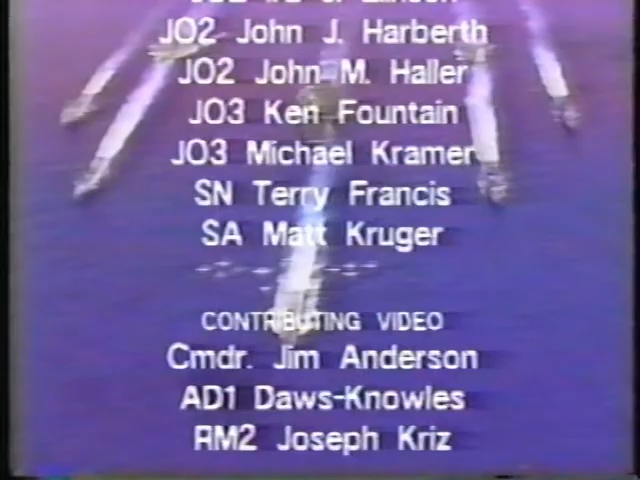 JO2 John J. Harberth
JO2 John M. Haller
JO3 Ken Fountain
JO3 Michael Kramer
SN Terry Francis
SA Matt Kruger
CONTRIBUTING VIDEO
Cmdr. Jim Anderson
AD1 Daws-Knowles
RM2 Joseph Kriz